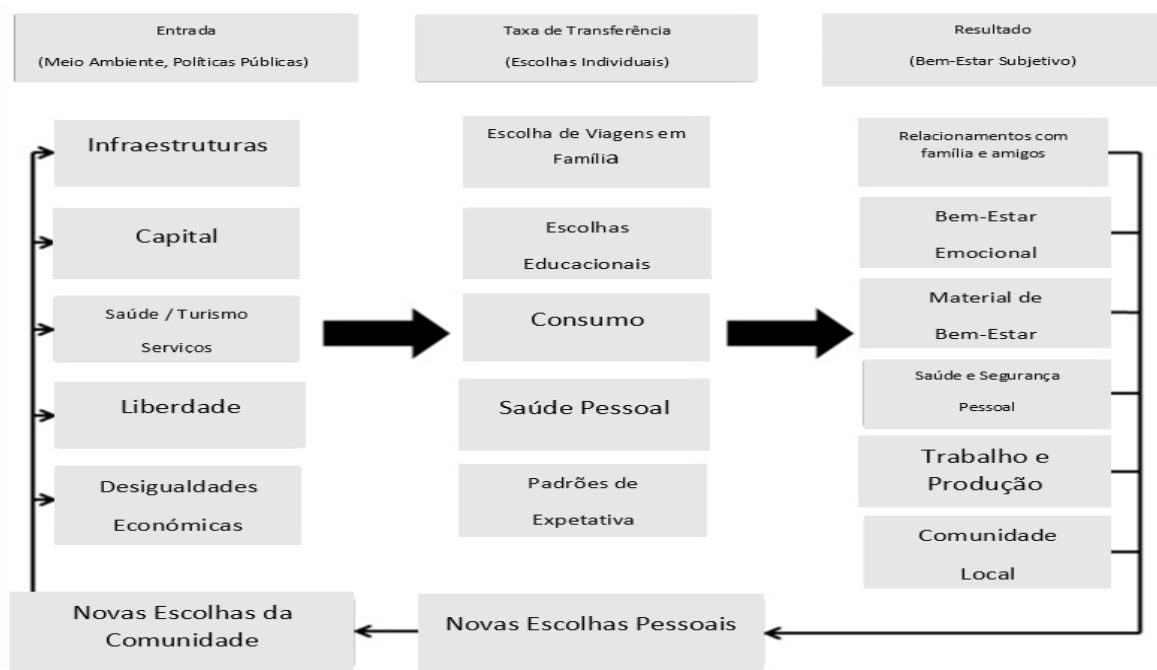 Entrada
(Meio Ambiente, Políticas Públicas)
Taxa de Transferência
(Escolhas Individuais)
Resultado
(Bem-Estar Subjetivo)
Infraestruturas
Capital
Saúde / Turismo
Serviços
Liberdade
Desigualdades
Económicas
Escolha de Viagens em
Família
Escolhas
Educacionais
Consumo
Saúde Pessoal
Padrões de
Expetativa
Relacionamentos com
família e amigos
Bem-Estar
Emocional
Material de
Bem-Estar
Saúde e Segurança
Pessoal
Trabalho e
Produção
Comunidade
Local
Novas Escolhas da
Comunidade
Novas Escolhas Pessoais